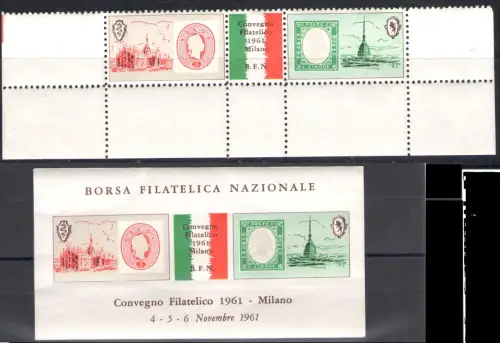 Convegno
Filatelico
1961
Milano
B.F.N.
BORSA FILATELICA NAZIONALE
Convegno
Filatelico
1961
Milano
B.F.N.
Convegno Filatelico 1961 - Milano
4 - 5 - 6 Novembre 1961